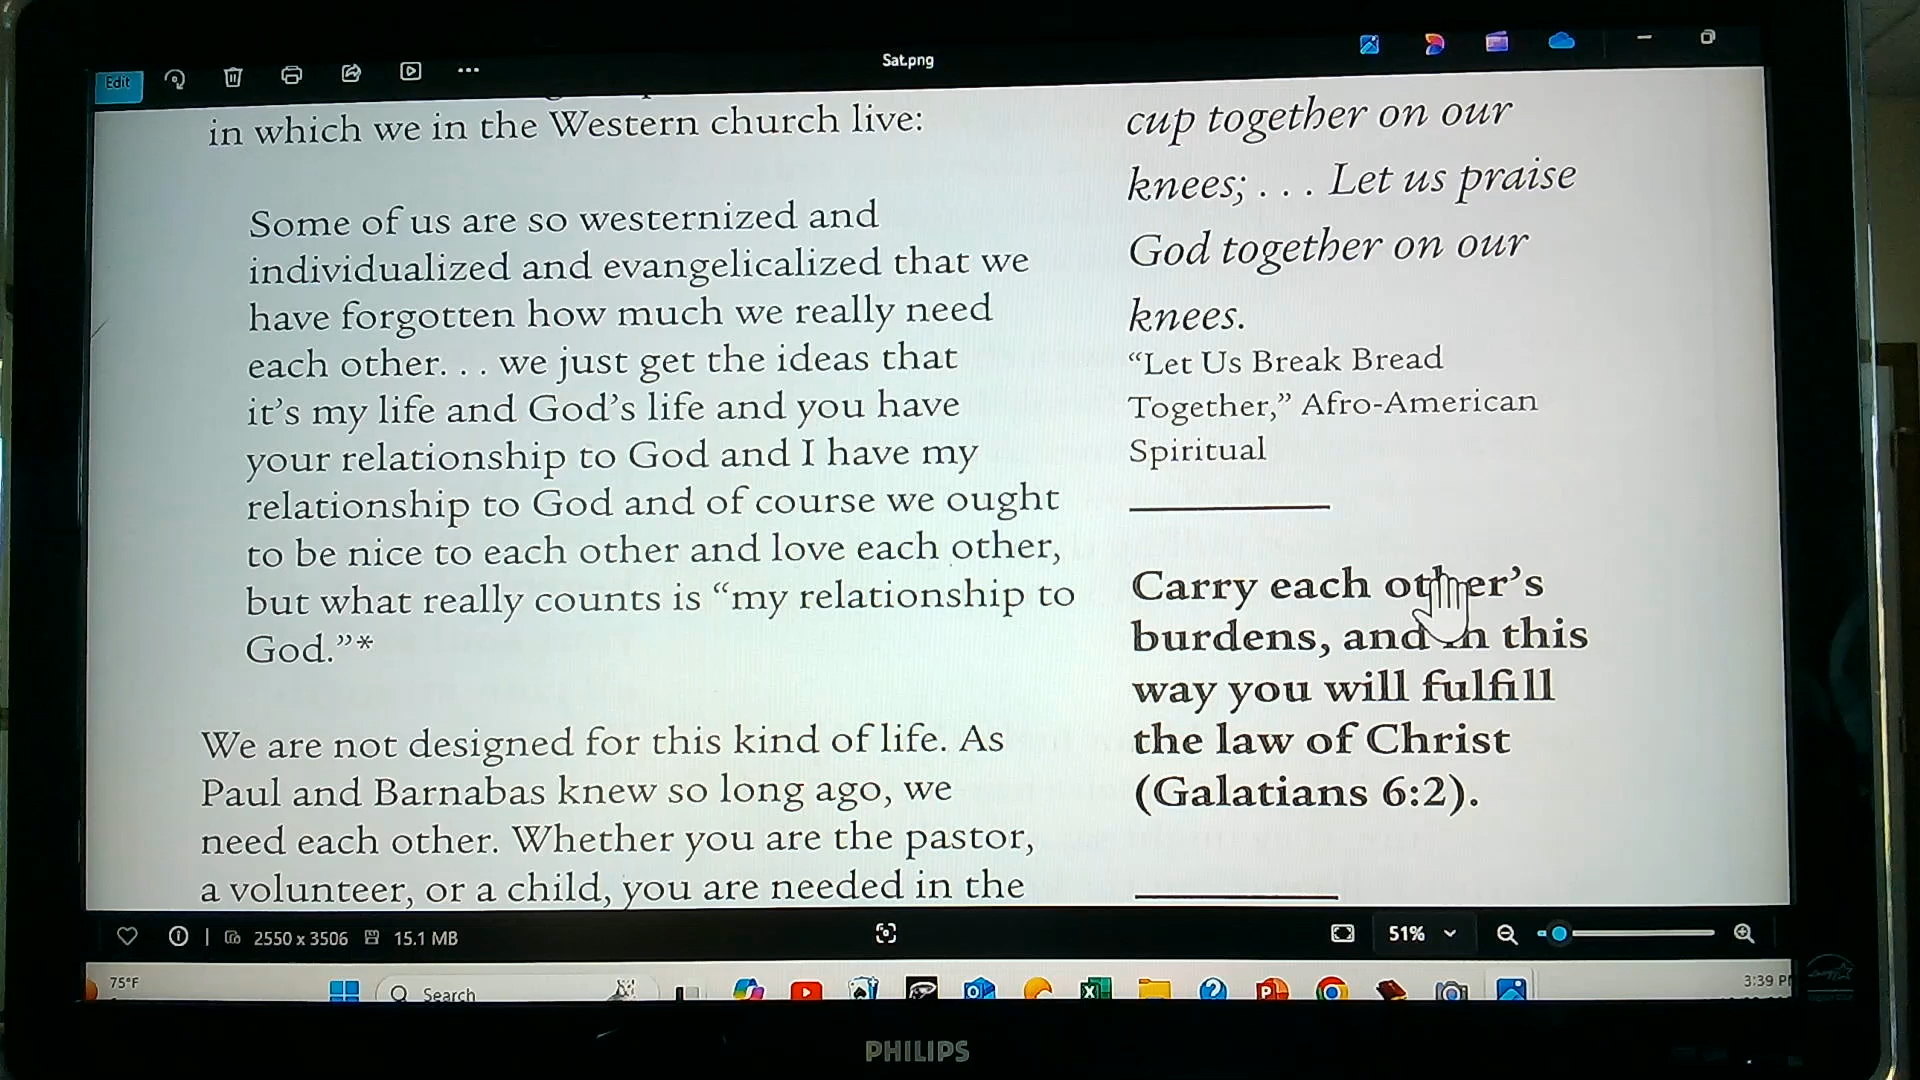 Edit
Sat.png
in which we in the Western church live:
Some of us are so westernized and
individualized and evangelicalized that we
have forgotten how much we really need
each other. . . we just get the ideas that
it’s my life and God’s life and you have
your relationship to God and I have my
relationship to God and of course we ought
to be nice to each other and love each other,
but what really counts is “my relationship to
God.”*
We are not designed for this kind of life. As
Paul and Barnabas knew so long ago, we
need each other. Whether you are the pastor,
a volunteer, or a child, you are needed in the
cup together on our
knees; . . . Let us praise
God together on our
knees.
“Let Us Break Bread
Together,” Afro-American
Spiritual
Carry each other’s
burdens, and in this
way you will fulfill
the law of Christ
(Galatians 6:2).
2550 x 3506 15.1 MB
51%
75°F
Search
3:39 P
PHILIPS